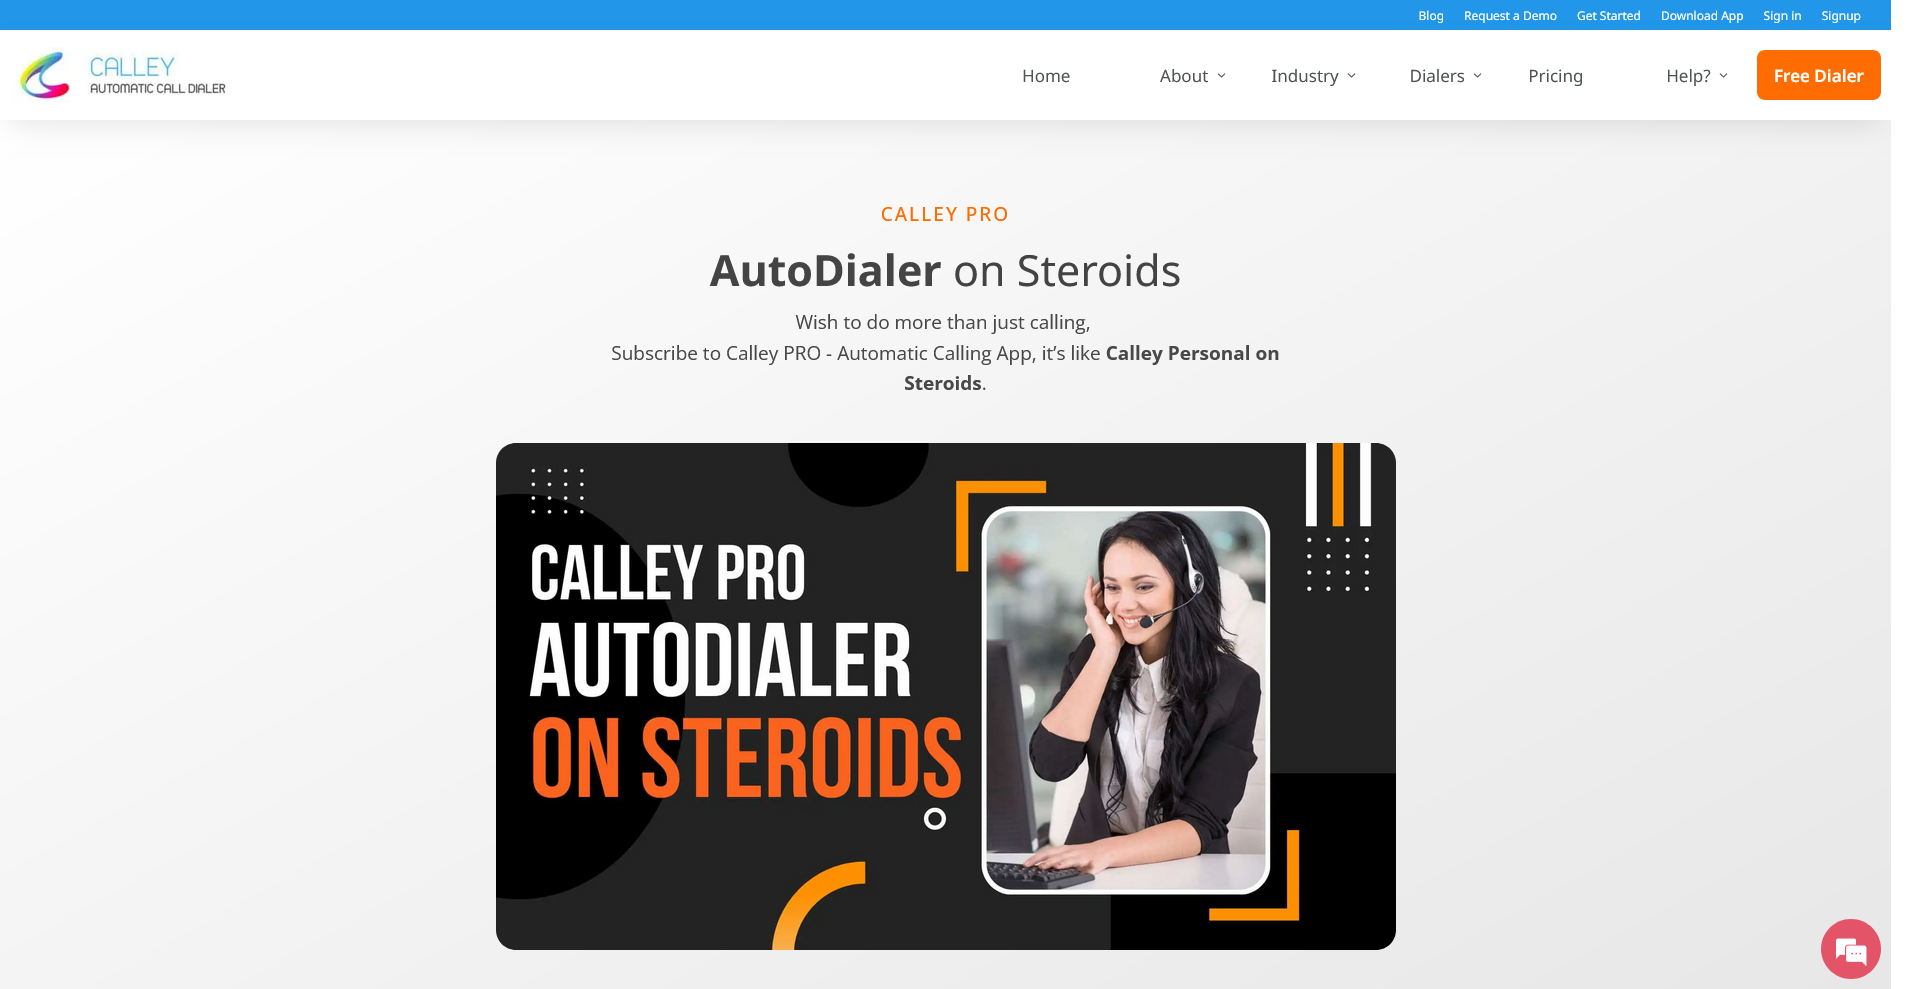 Blog Request a Demo Get Started Download App Sign in Signup
CALLEY
AUTOMATIC CALL DIALER
Home About Industry Dialers Pricing Help? Free Dialer
CALLEY PRO
AutoDialer on Steroids
Wish to do more than just calling,
Subscribe to Calley PRO - Automatic Calling App, it’s like Calley Personal on
Steroids.
CALLEY PRO
AUTODIALER
ON STEROIDS